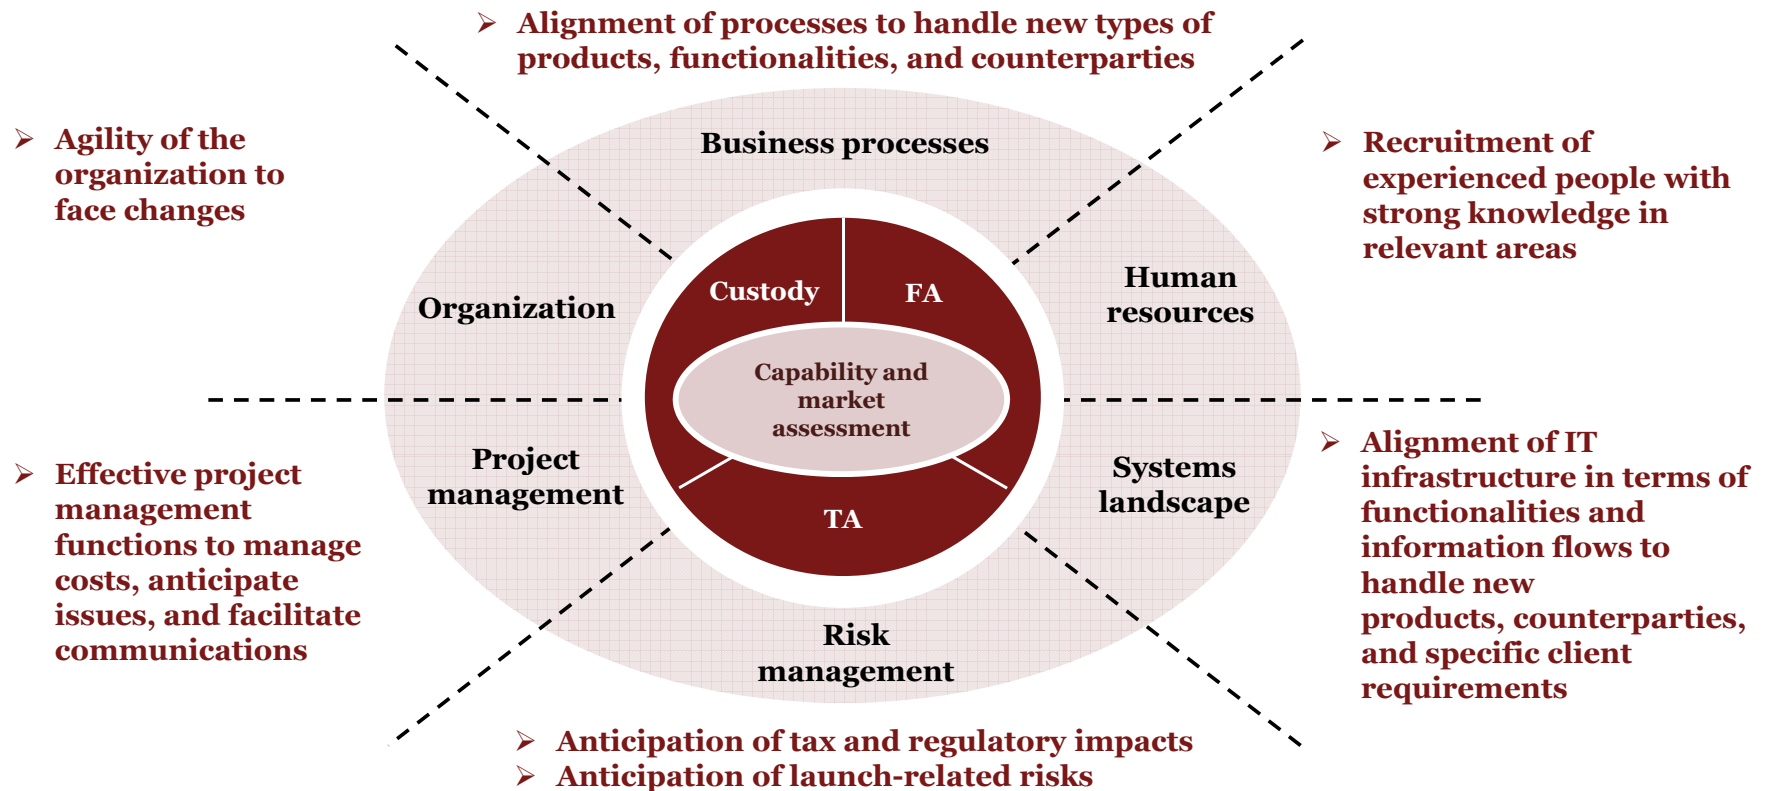 ➢ Alignment of processes to handle new types of
products, functionalities, and counterparties
➢ Agility of the
organization to
face changes
Business processes
➢ Recruitment of
experienced people with
strong knowledge in
relevant areas
Organization
Custody
FA
Human
resources
Capability and
market
assessment
➢ Effective project
management
functions to manage
costs, anticipate
issues, and facilitate
communications
Project
management
TA
Systems
landscape
➢ Alignment of IT
infrastructure in terms of
functionalities and
information flows to
handle new
products, counterparties,
and specific client
requirements
Risk
management
➢ Anticipation of tax and regulatory impacts
➢ Anticipation of launch-related risks